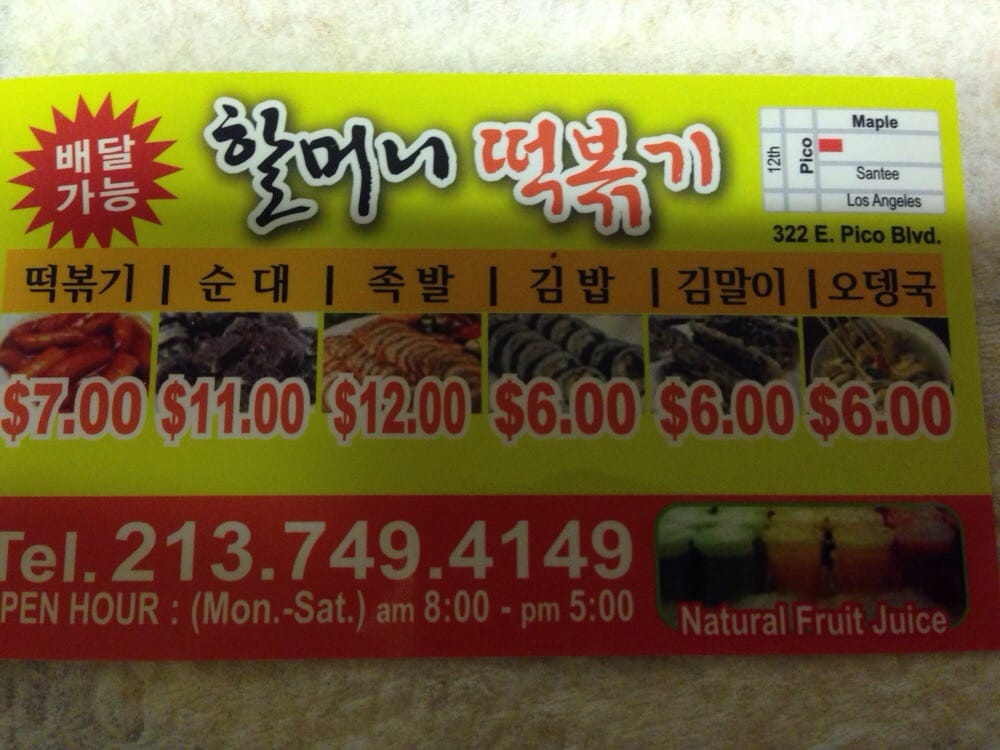 배달
가능
할머니 떡볶기
Maple
12th
Pico
Santee
Los Angeles
322 E. Pico Blvd.
떡볶기 | 순대 | 족발 | 김밥 | 김말이 | 오뎅국
$7.00 $11.00 $12.00 $6.00 $6.00 $6.00
Tel. 213.749.4149
PEN HOUR : (Mon.-Sat.) am 8:00 - pm 5:00
Natural Fruit Juice